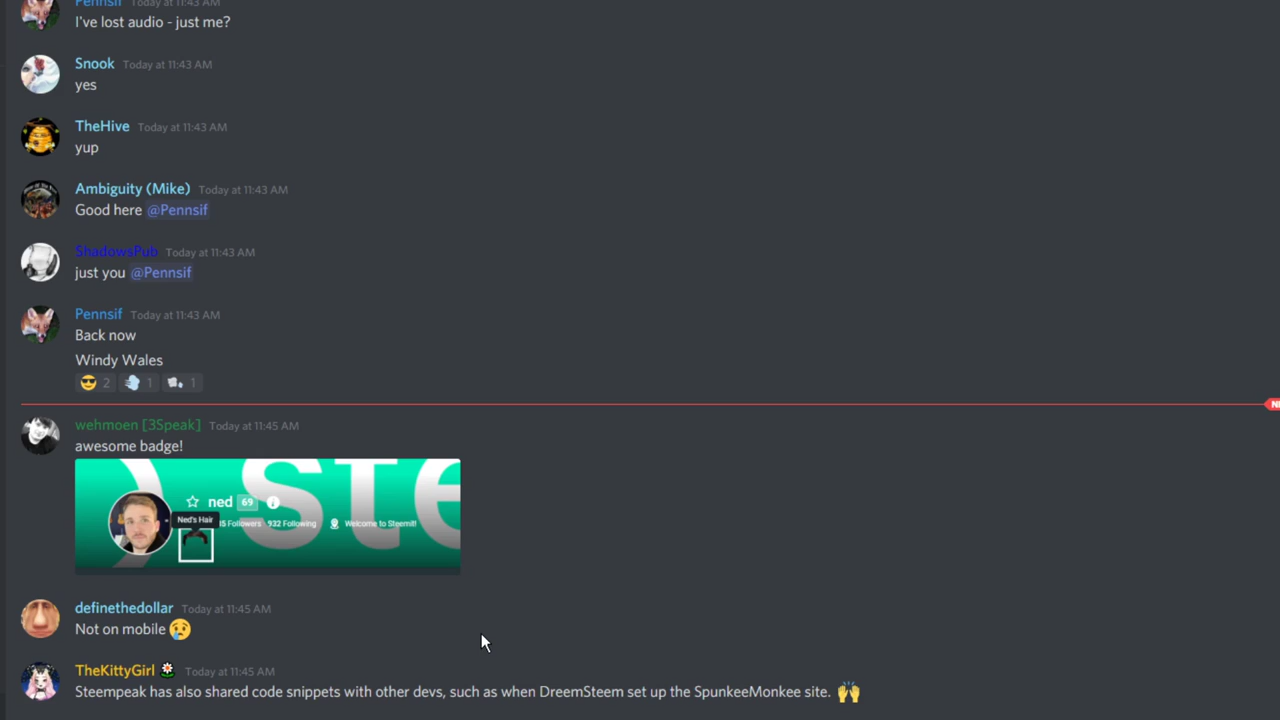 Pennsif Today at 11:43 AM
I've lost audio - just me?
Snook Today at 11:43 AM
yes
TheHive Today at 11:43 AM
yup
Ambiguity (Mike) Today at 11:43 AM
Good here @Pennsif
ShadowsPub Today at 11:43 AM
just you @Pennsif
Pennsif Today at 11:43 AM
Back now
Windy Wales
😎 2 💨 1 1
wehmoen [3Speak] Today at 11:45 AM
awesome badge!
stee
ned 69
Ned's Hair
5 Followers 932 Following Welcome to Steemit!
definethedollar Today at 11:45 AM
Not on mobile 😢
TheKittyGirl Today at 11:45 AM
Steempeak has also shared code snippets with other devs, such as when DreemSteem set up the SpunkeeMonkee site. 🙌